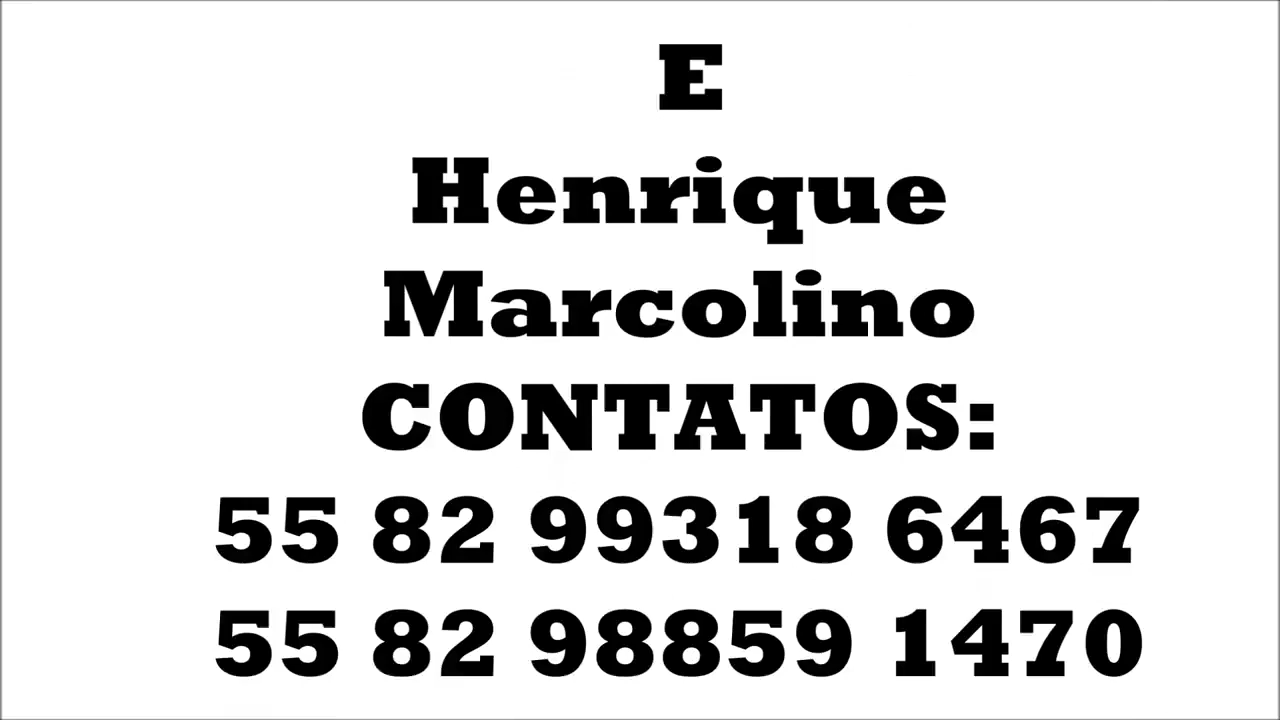 E
Henrique
Marcolino
CONTATOS:
55 82 99318 6467
55 82 98859 1470